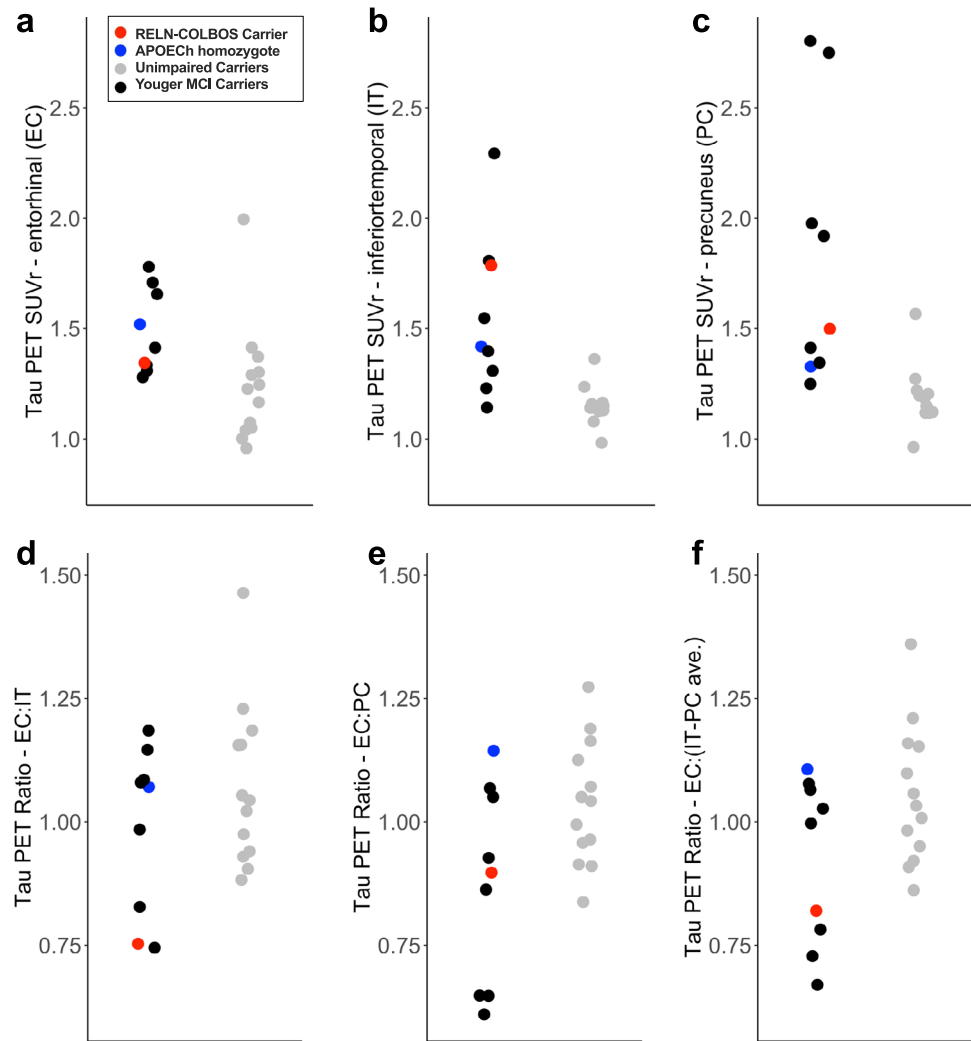 a
RELN-COLBOS Carrier
APOECh homozygote
Unimpaired Carriers
Youger MCI Carriers
Tau PET SUVr - entorhinal (EC)
2.5
2.0
1.5
1.0
b
Tau PET SUVr - inferiortemporal (IT)
2.5
2.0
1.5
1.0
c
Tau PET SUVr - precuneus (PC)
2.5
2.0
1.5
1.0
d
Tau PET Ratio - EC:IT
1.50
1.25
1.00
0.75
e
Tau PET Ratio - EC:PC
1.50
1.25
1.00
0.75
f
Tau PET Ratio - EC:(IT-PC ave.)
1.50
1.25
1.00
0.75